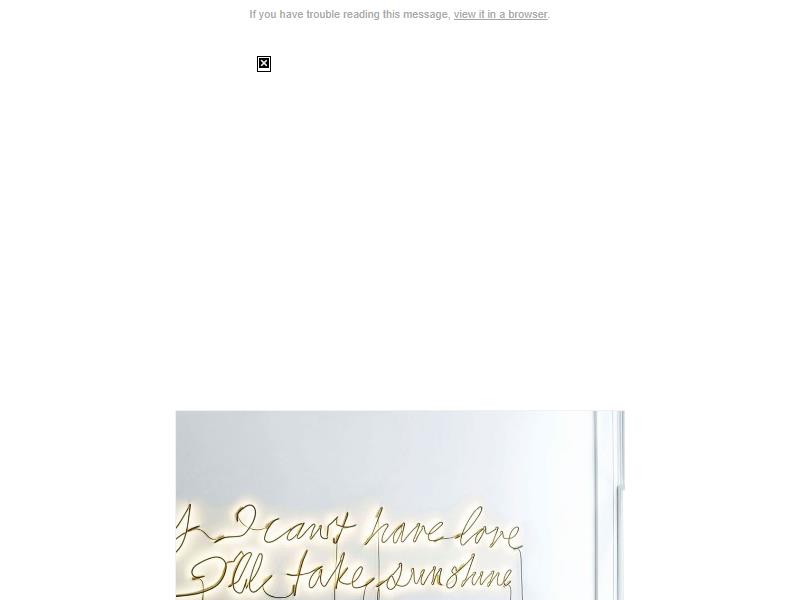 If you have trouble reading this message, view it in a browser.
I can't have love
I'll take sunshine